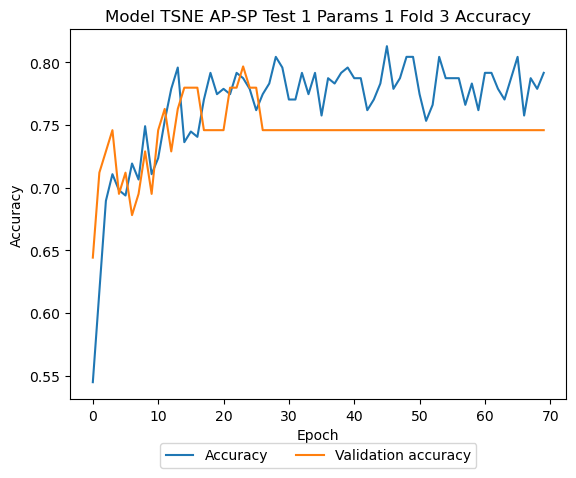 Model TSNE AP-SP Test 1 Params 1 Fold 3 Accuracy
0.80
0.75
0.70
0.65
0.60
0.55
Accuracy
0 10 20 30 40 50 60 70
Epoch
Accuracy Validation accuracy